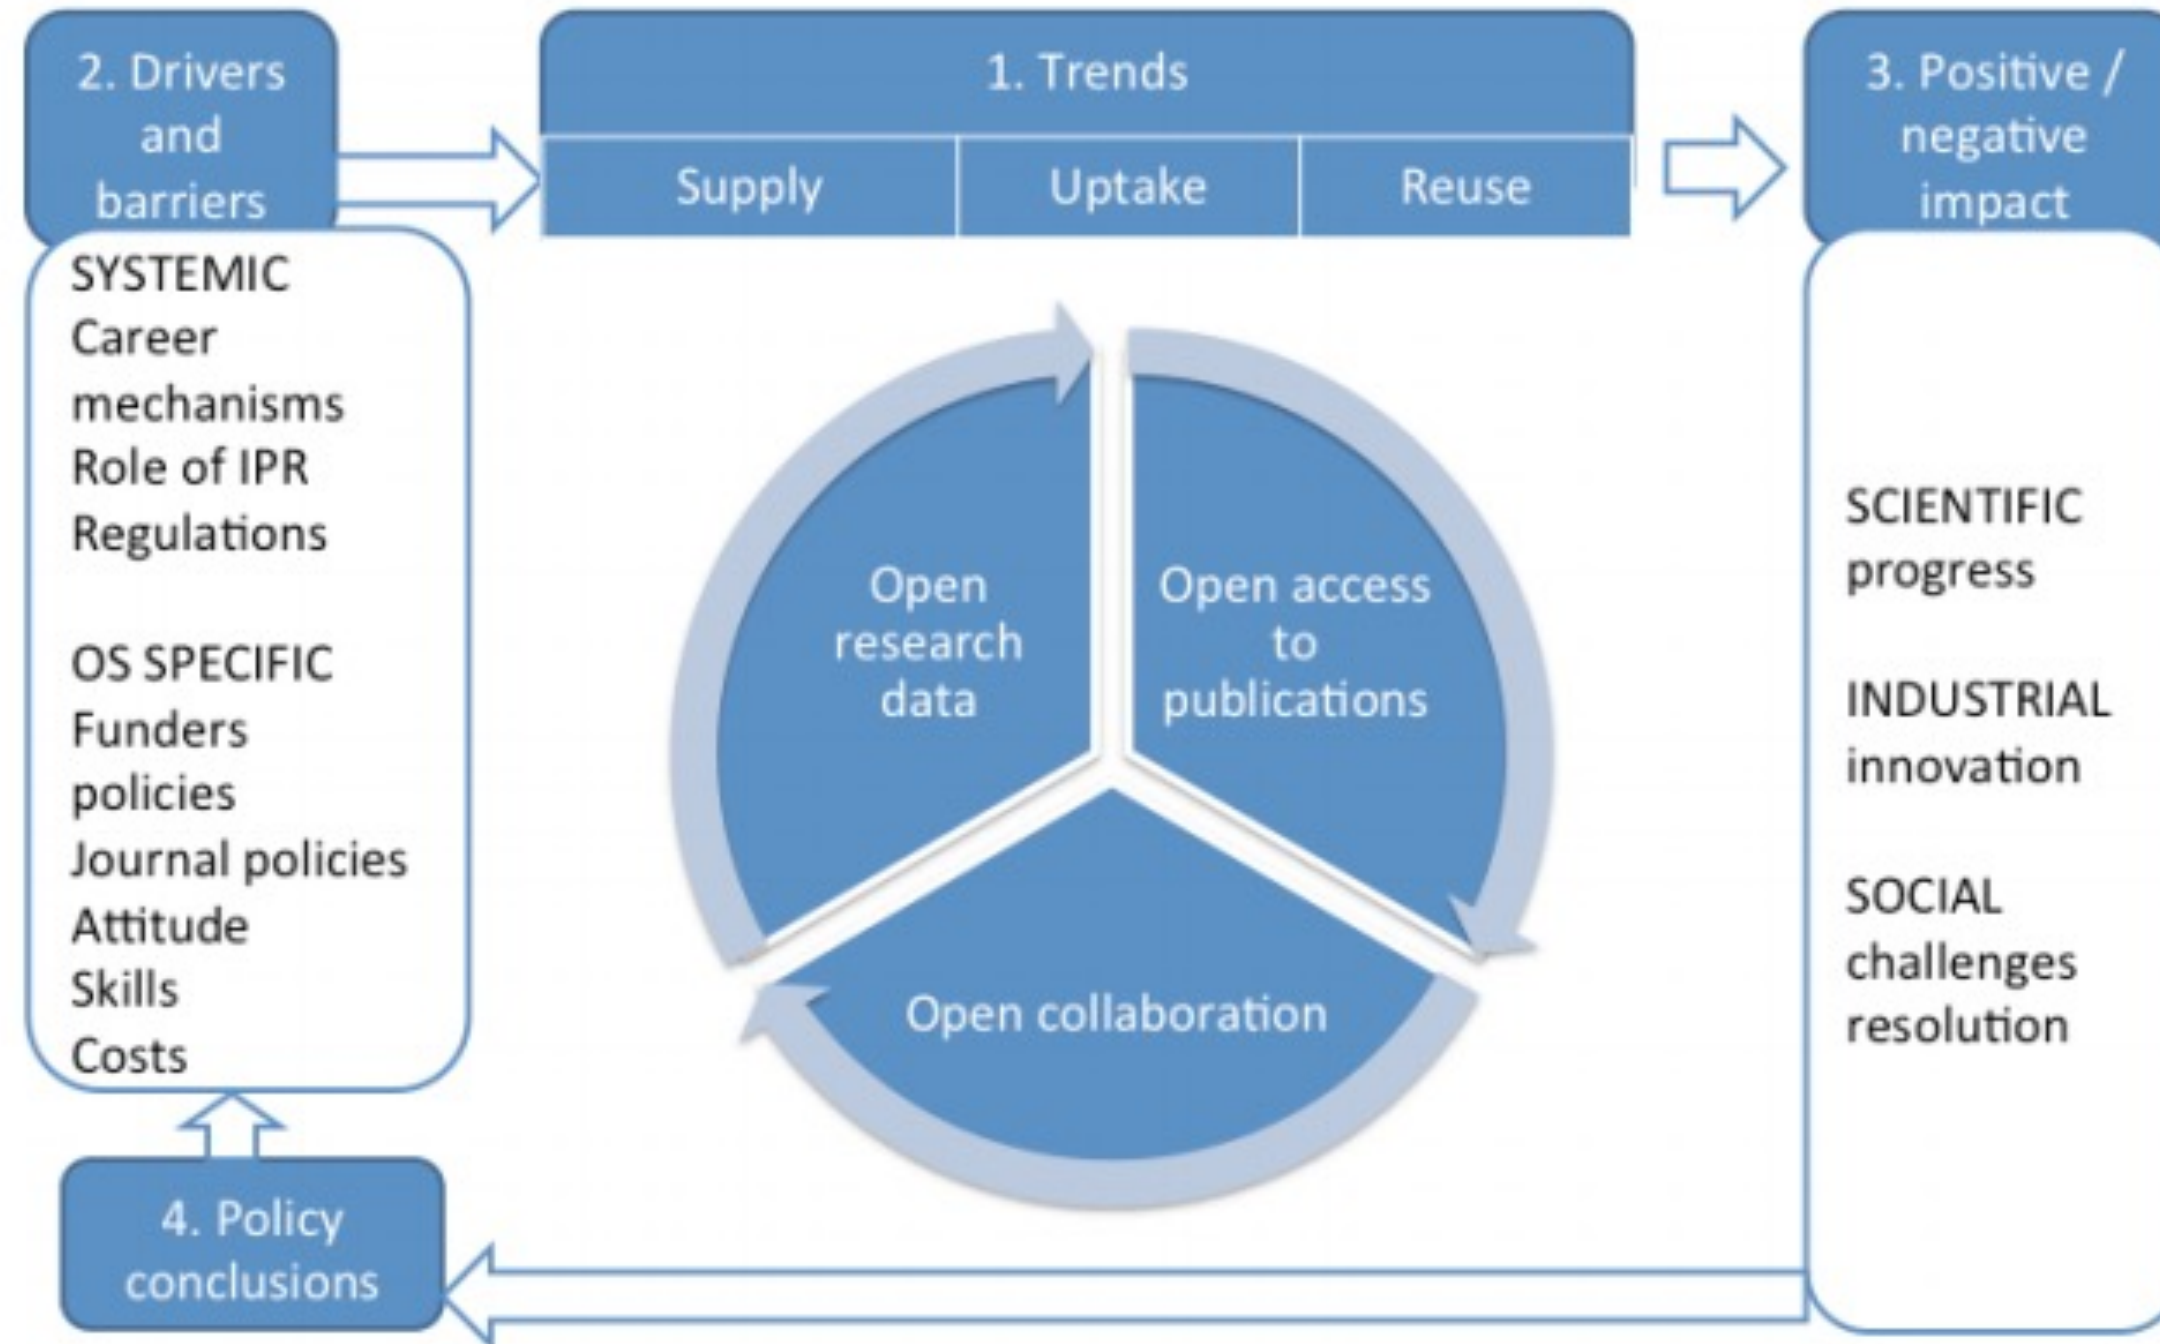 2. Drivers
and
barriers
SYSTEMIC
Career
mechanisms
Role of IPR
Regulations
OS SPECIFIC
Funders
policies
Journal policies
Attitude
Skills
Costs
4. Policy
conclusions
1. Trends
Supply
Uptake
Reuse
Open
research
data
Open access
to
publications
Open collaboration
3. Positive /
negative
impact
SCIENTIFIC
progress
INDUSTRIAL
innovation
SOCIAL
challenges
resolution